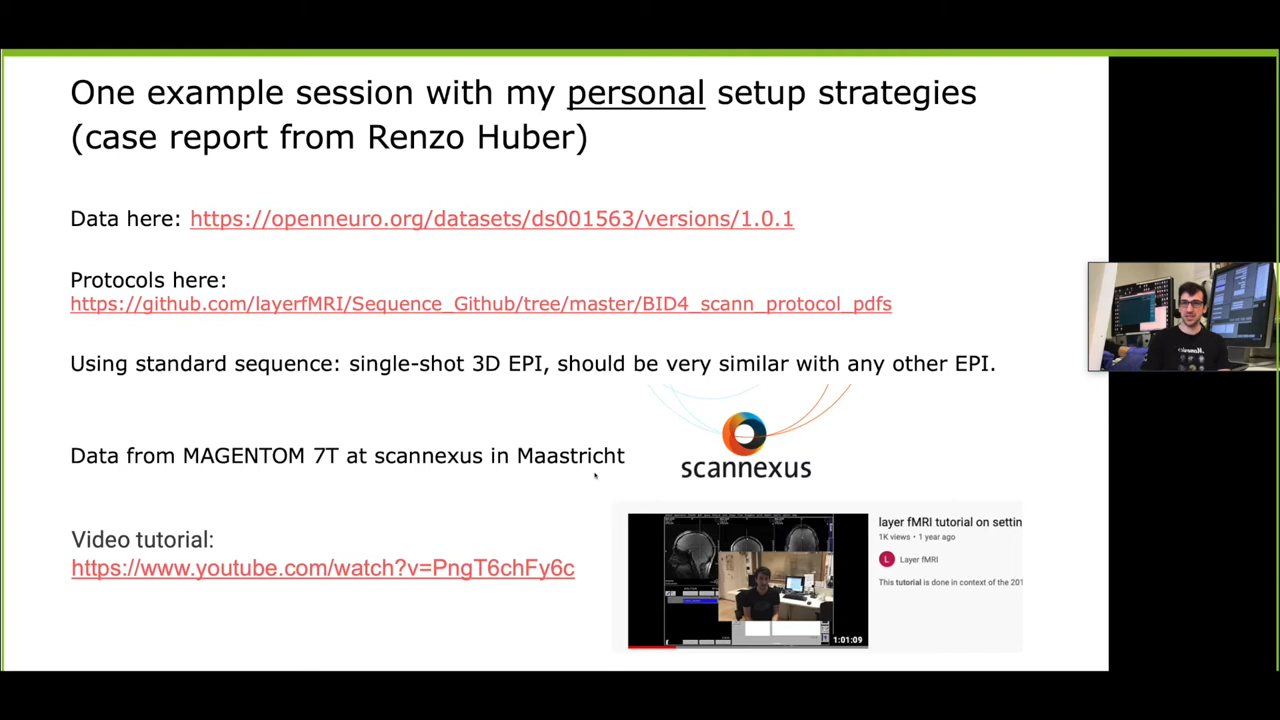 One example session with my personal setup strategies
(case report from Renzo Huber)
Data here: https://openneuro.org/datasets/ds001563/versions/1.0.1
Protocols here:
https://github.com/layerfMRI/Sequence_Github/tree/master/BID4_scann_protocol_pdfs
Using standard sequence: single-shot 3D EPI, should be very similar with any other EPI.
Data from MAGENTOM 7T at scannexus in Maastricht
scannexus
Video tutorial:
https://www.youtube.com/watch?v=PngT6chFy6c
layer fMRI tutorial on settin
1K views • 1 year ago
L Layer fMRI
This tutorial is done in context of the 201
1:01:09